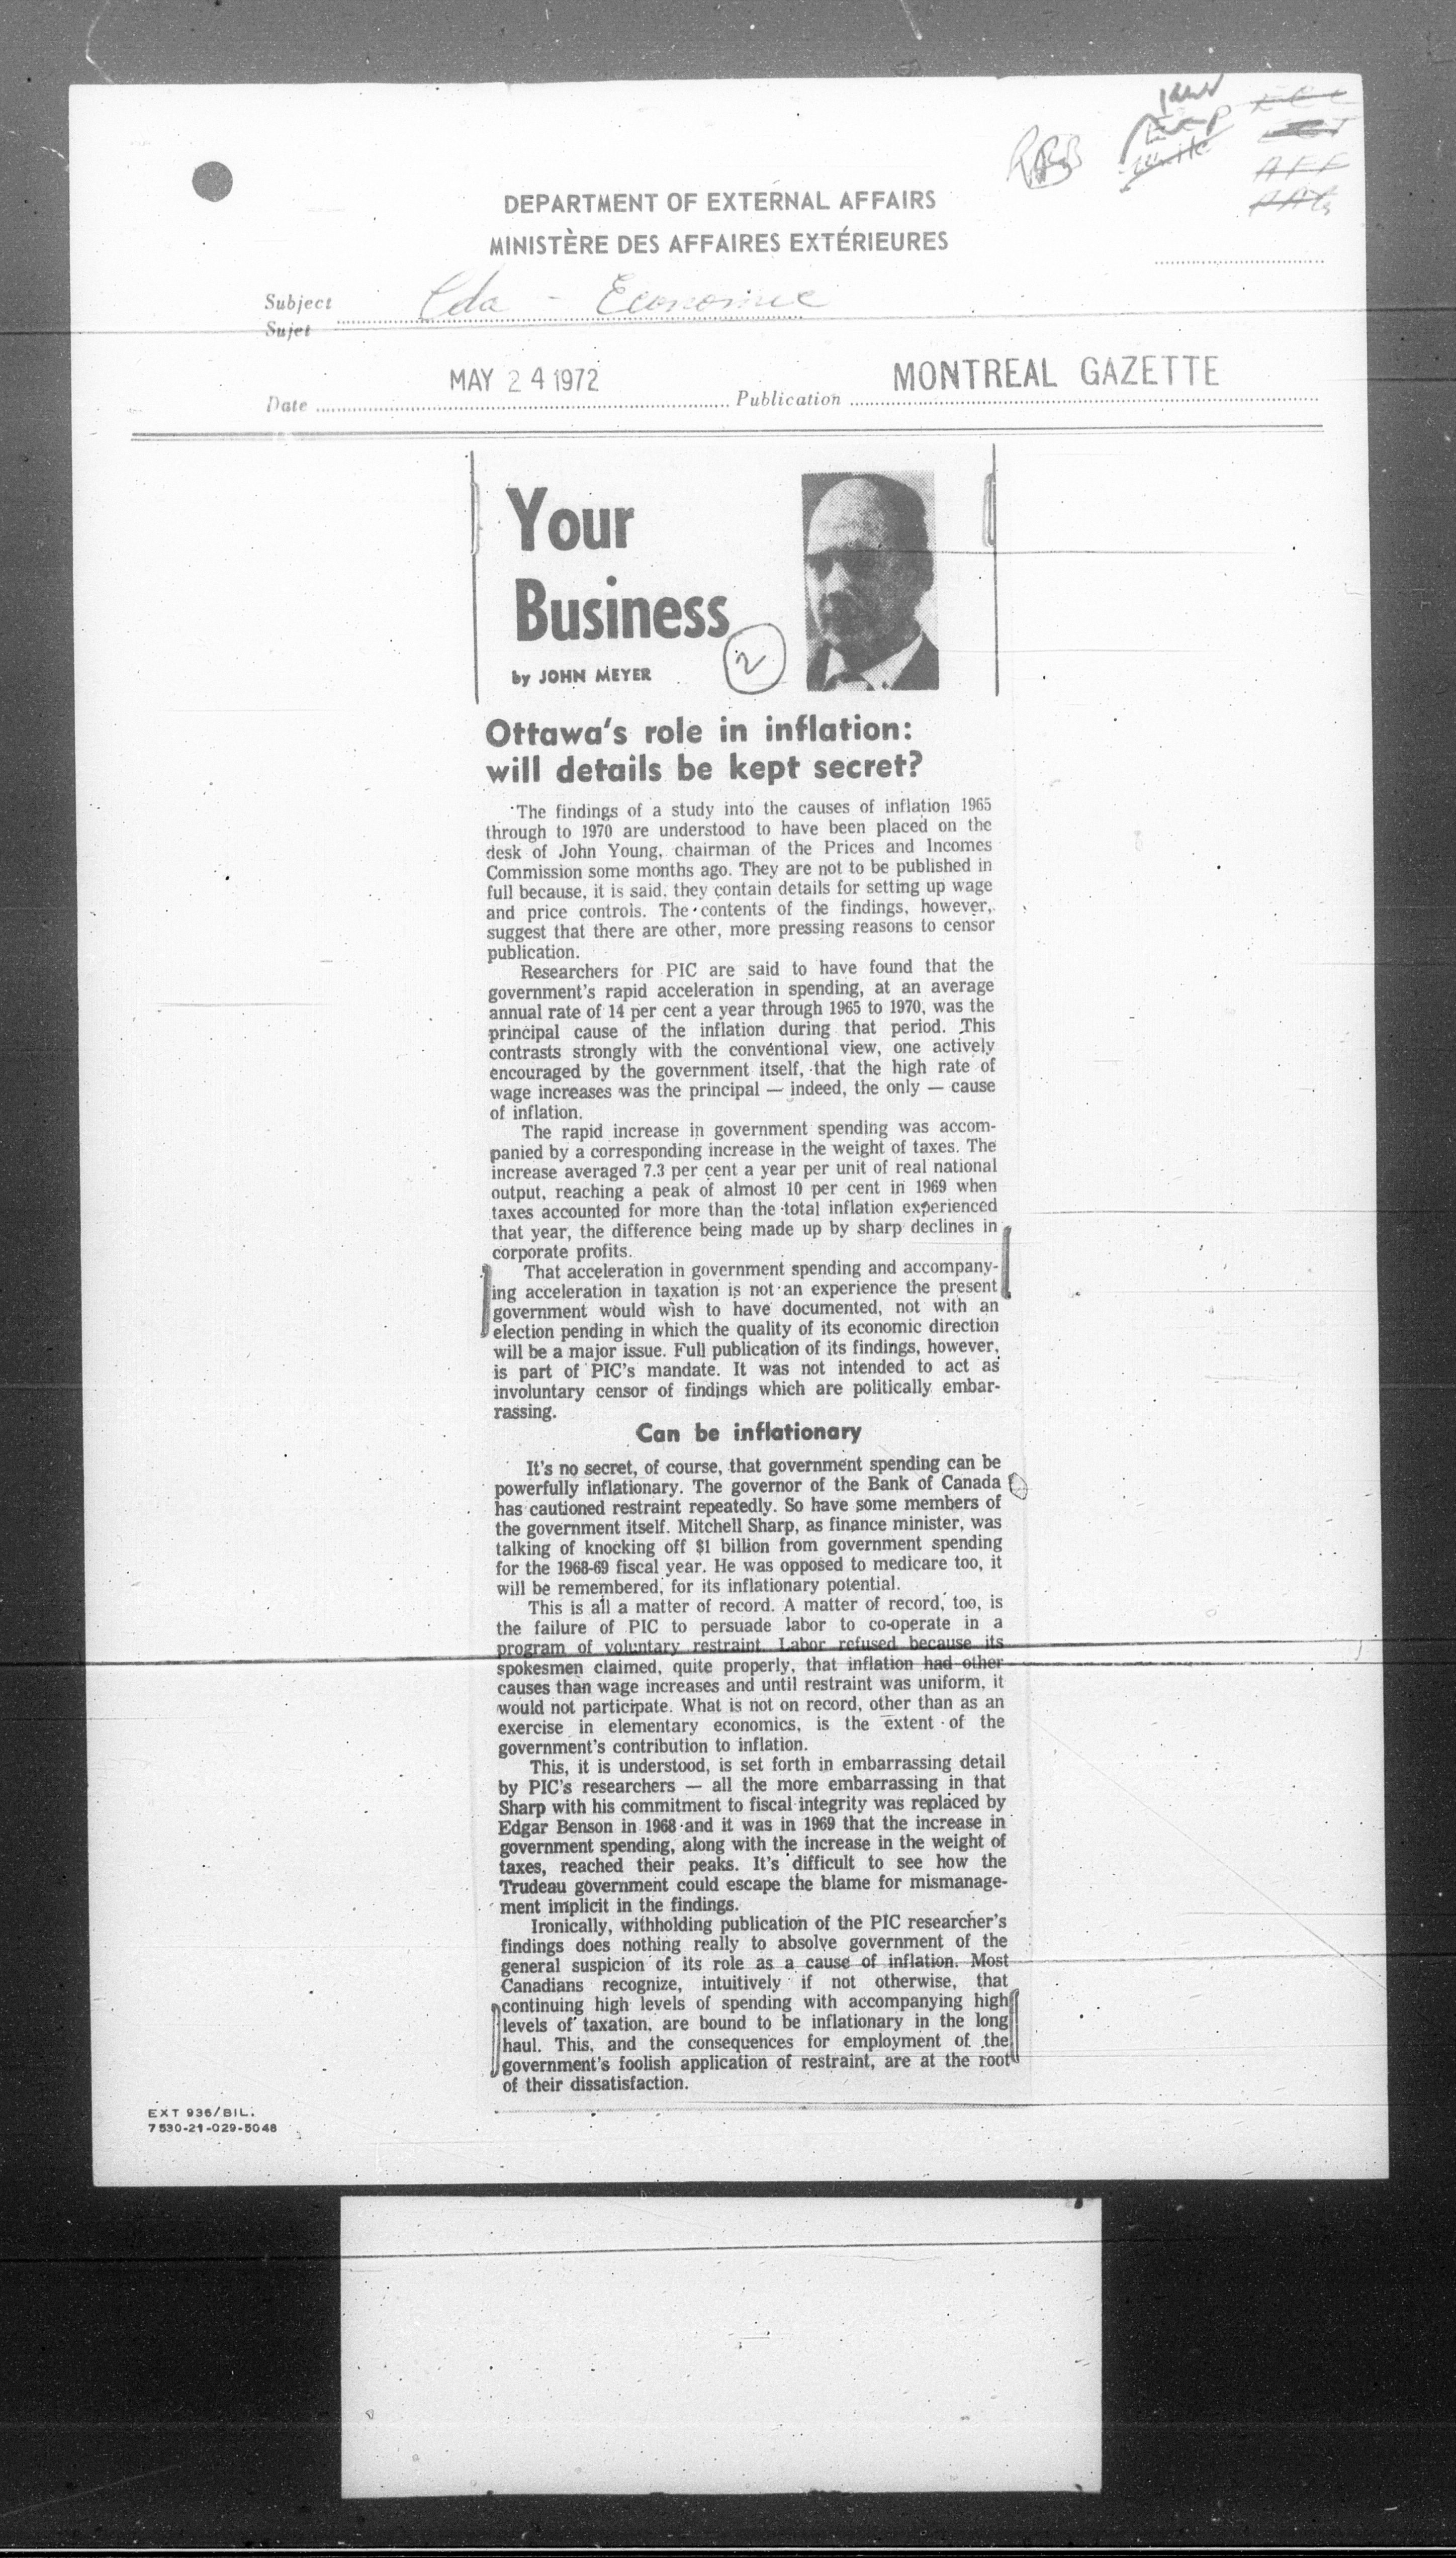 DEPARTMENT OF EXTERNAL AFFAIRS
MINISTÈRE DES AFFAIRES EXTÉRIEURES
Subject
Sujet
Cda - Economic
MAY 24 1972
MONTREAL GAZETTE
Date
Publication
Your
Business
2
by JOHN MEYER
Ottawa's role in inflation:
will details be kept secret?
The findings of a study into the causes of inflation 1965
through to 1970 are understood to have been placed on the
desk of John Young, chairman of the Prices and Incomes
Commission some months ago. They are not to be published in
full because, it is said, they contain details for setting up wage
and price controls. The contents of the findings, however,
suggest that there are other, more pressing reasons to censor
publication.
Researchers for PIC are said to have found that the
government's rapid acceleration in spending, at an average
annual rate of 14 per cent a year through 1965 to 1970, was the
principal cause of the inflation during that period. This
contrasts strongly with the conventional view, one actively
encouraged by the government itself, that the high rate of
wage increases was the principal — indeed, the only — cause
of inflation.
The rapid increase in government spending was accom-
panied by a corresponding increase in the weight of taxes. The
increase averaged 7.3 per cent a year per unit of real national
output, reaching a peak of almost 10 per cent in 1969 when
taxes accounted for more than the total inflation experienced
that year, the difference being made up by sharp declines in
corporate profits.
That acceleration in government spending and accompany-
ing acceleration in taxation is not an experience the present
government would wish to have documented, not with an
election pending in which the quality of its economic direction
will be a major issue. Full publication of its findings, however,
is part of PIC's mandate. It was not intended to act as
involuntary censor of findings which are politically embar-
rassing.
Can be inflationary
It's no secret, of course, that government spending can be
powerfully inflationary. The governor of the Bank of Canada
has cautioned restraint repeatedly. So have some members of
the government itself. Mitchell Sharp, as finance minister, was
talking of knocking off $1 billion from government spending
for the 1968-69 fiscal year. He was opposed to medicare too, it
will be remembered, for its inflationary potential.
This is all a matter of record. A matter of record, too, is
the failure of PIC to persuade labor to co-operate in a
program of voluntary restraint. Labor refused because its
spokesmen claimed, quite properly, that inflation had other
causes than wage increases and until restraint was uniform, it
would not participate. What is not on record, other than as an
exercise in elementary economics, is the extent of the
government's contribution to inflation.
This, it is understood, is set forth in embarrassing detail
by PIC's researchers — all the more embarrassing in that
Sharp with his commitment to fiscal integrity was replaced by
Edgar Benson in 1968 and it was in 1969 that the increase in
government spending, along with the increase in the weight of
taxes, reached their peaks. It's difficult to see how the
Trudeau government could escape the blame for mismanage-
ment implicit in the findings.
Ironically, withholding publication of the PIC researcher's
findings does nothing really to absolve government of the
general suspicion of its role as a cause of inflation. Most
Canadians recognize, intuitively if not otherwise, that
continuing high levels of spending with accompanying high
levels of taxation, are bound to be inflationary in the long
haul. This, and the consequences for employment of the
government's foolish application of restraint, are at the root
of their dissatisfaction.
EXT 936/BIL.
7530-21-029-5048